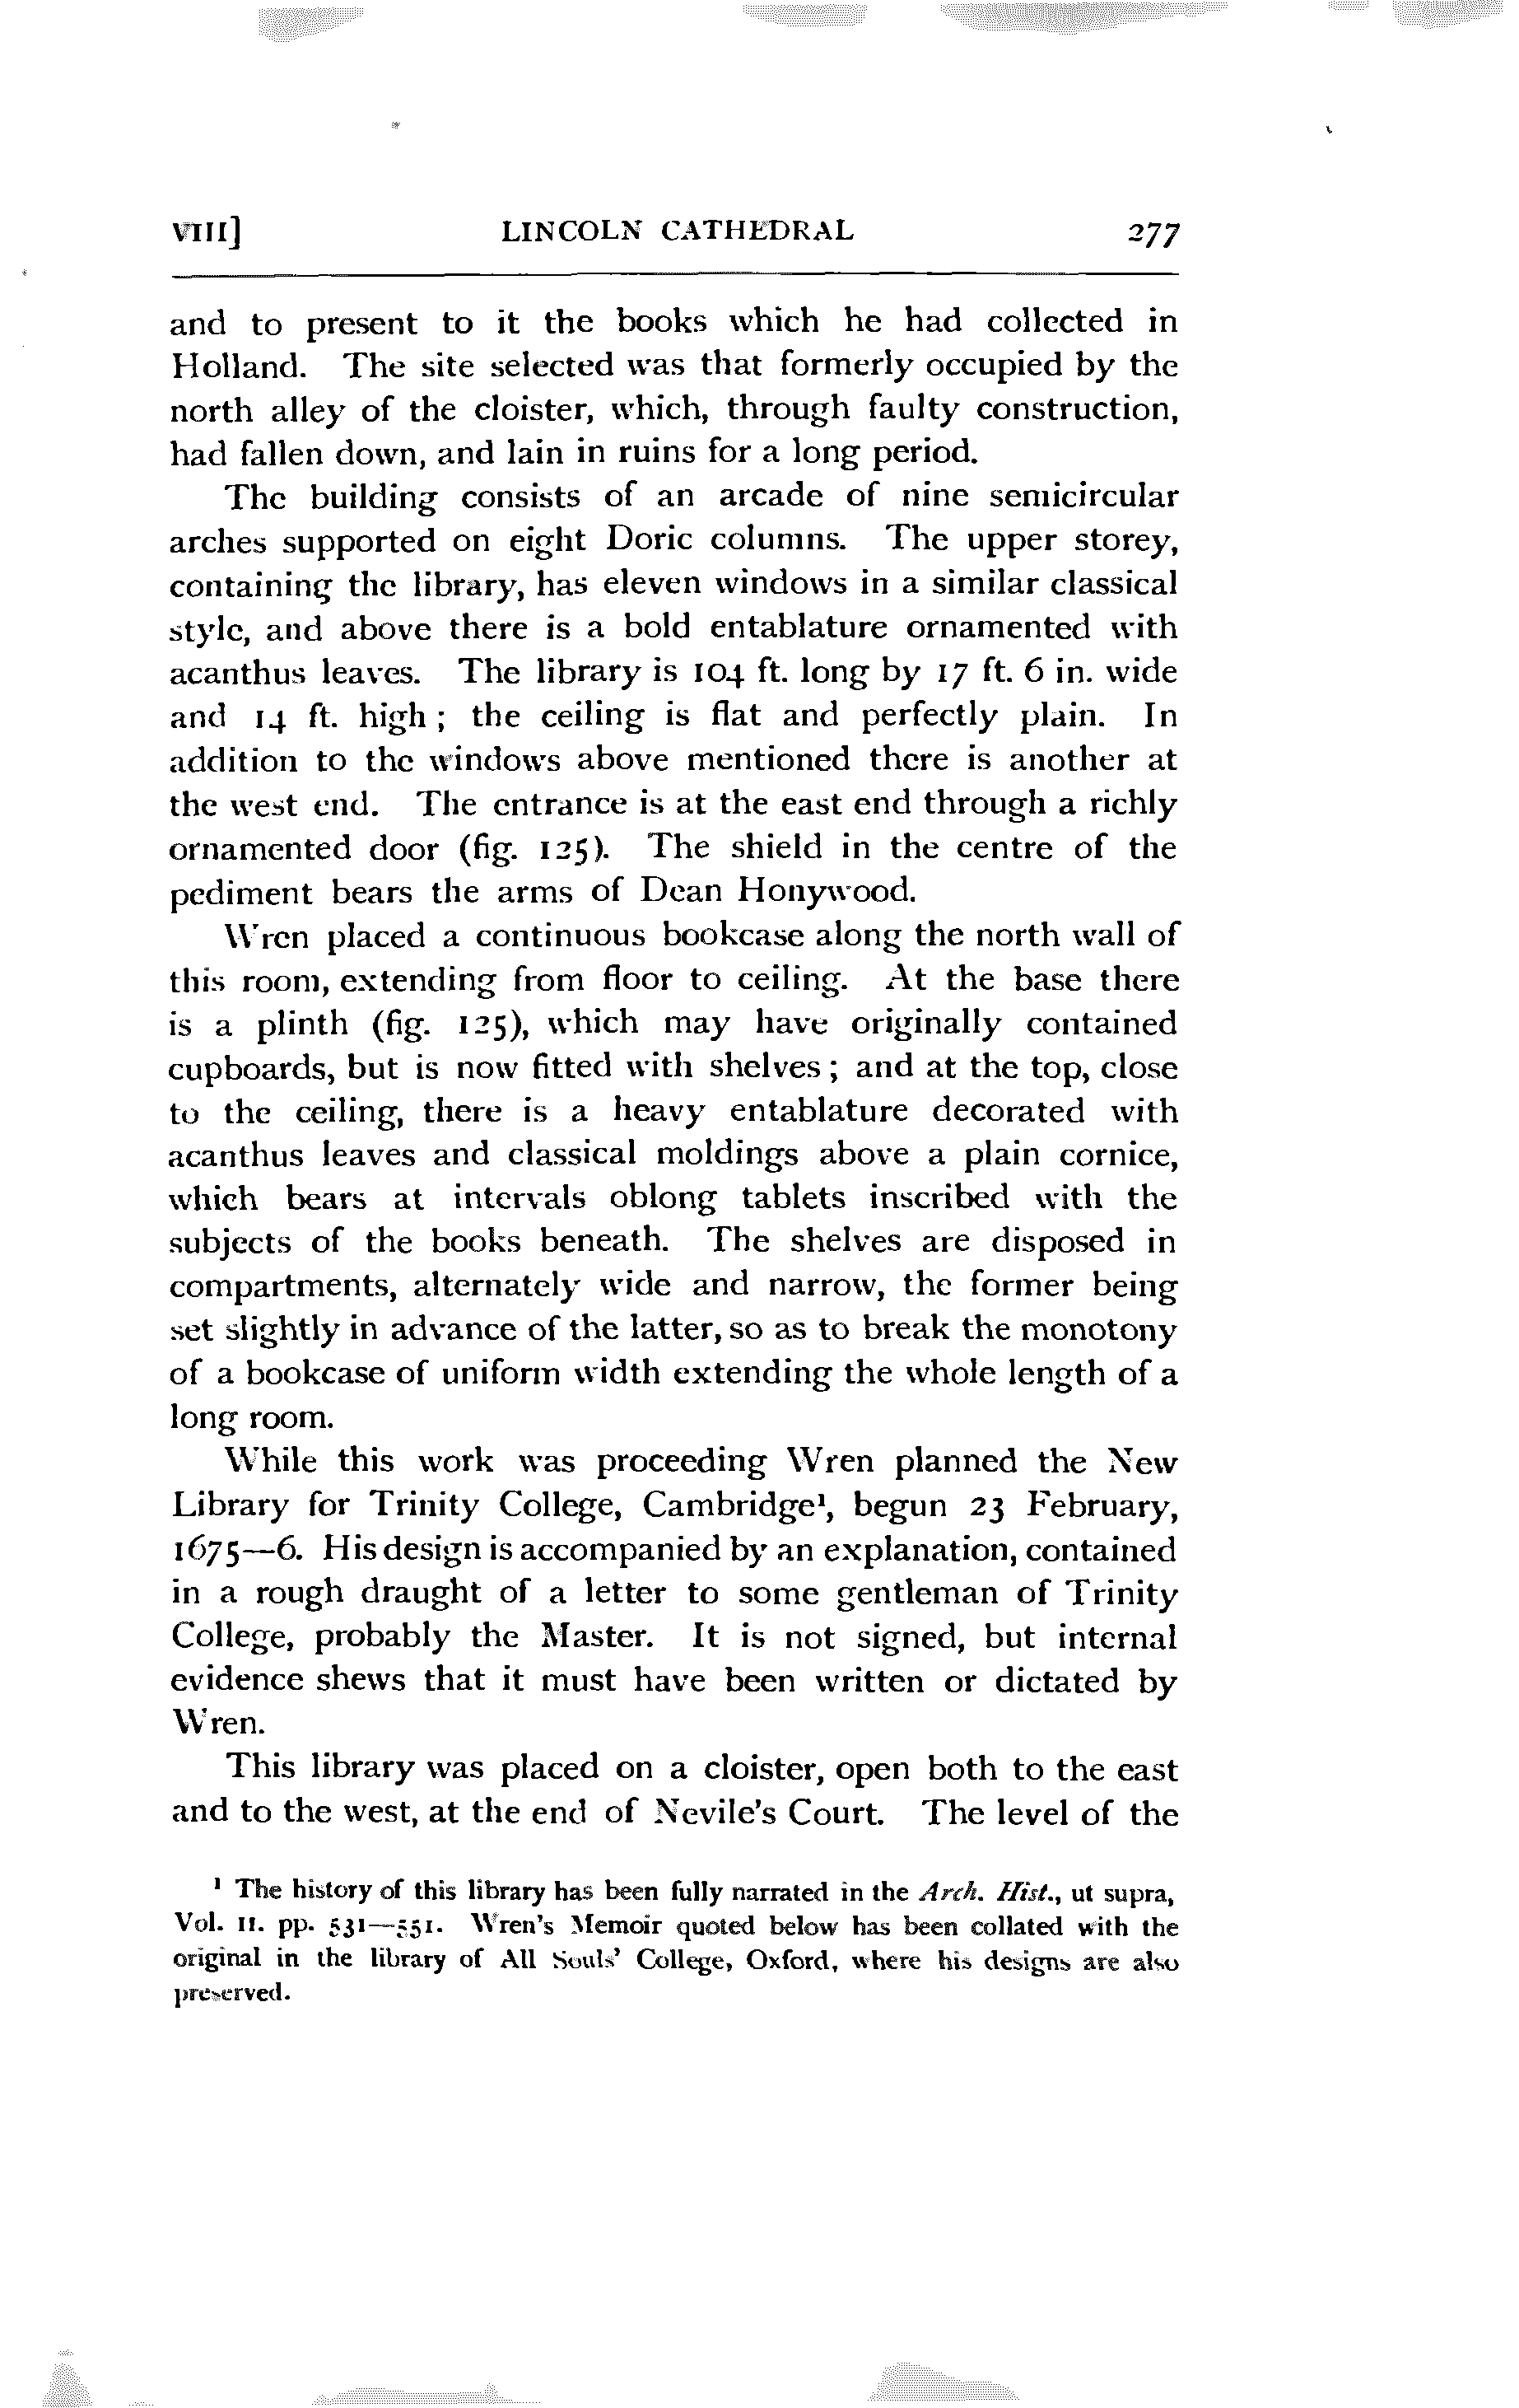 VIII] LINCOLN CATHEDRAL 277
and to present to it the books which he had collected in
Holland. The site selected was that formerly occupied by the
north alley of the cloister, which, through faulty construction,
had fallen down, and lain in ruins for a long period.
The building consists of an arcade of nine semicircular
arches supported on eight Doric columns. The upper storey,
containing the library, has eleven windows in a similar classical
style, and above there is a bold entablature ornamented with
acanthus leaves. The library is 104 ft. long by 17 ft. 6 in. wide
and 14 ft. high; the ceiling is flat and perfectly plain. In
addition to the windows above mentioned there is another at
the west end. The entrance is at the east end through a richly
ornamented door (fig. 125). The shield in the centre of the
pediment bears the arms of Dean Honywood.
Wren placed a continuous bookcase along the north wall of
this room, extending from floor to ceiling. At the base there
is a plinth (fig. 125), which may have originally contained
cupboards, but is now fitted with shelves; and at the top, close
to the ceiling, there is a heavy entablature decorated with
acanthus leaves and classical moldings above a plain cornice,
which bears at intervals oblong tablets inscribed with the
subjects of the books beneath. The shelves are disposed in
compartments, alternately wide and narrow, the former being
set slightly in advance of the latter, so as to break the monotony
of a bookcase of uniform width extending the whole length of a
long room.
While this work was proceeding Wren planned the New
Library for Trinity College, Cambridge¹, begun 23 February,
1675—6. His design is accompanied by an explanation, contained
in a rough draught of a letter to some gentleman of Trinity
College, probably the Master. It is not signed, but internal
evidence shews that it must have been written or dictated by
Wren.
This library was placed on a cloister, open both to the east
and to the west, at the end of Nevile's Court. The level of the
¹ The history of this library has been fully narrated in the Arch. Hist., ut supra,
Vol. II. pp. 531—551. Wren's Memoir quoted below has been collated with the
original in the library of All Souls' College, Oxford, where his designs are also
preserved.